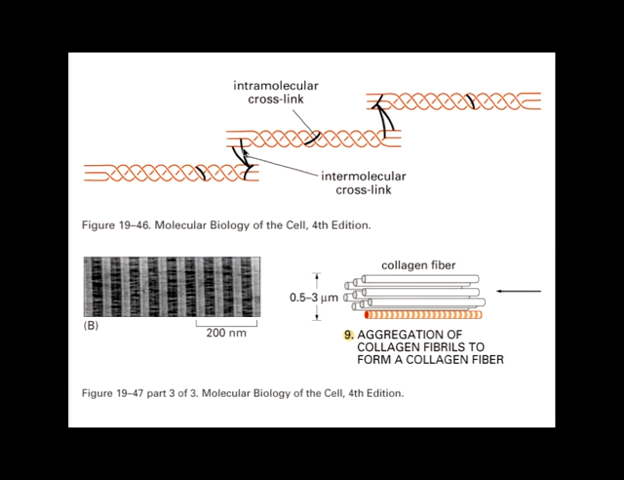 intramolecular
cross-link
intermolecular
cross-link
Figure 19–46. Molecular Biology of the Cell, 4th Edition.
collagen fiber
0.5–3 μm
(B)
200 nm
9. AGGREGATION OF
COLLAGEN FIBRILS TO
FORM A COLLAGEN FIBER
Figure 19–47 part 3 of 3. Molecular Biology of the Cell, 4th Edition.